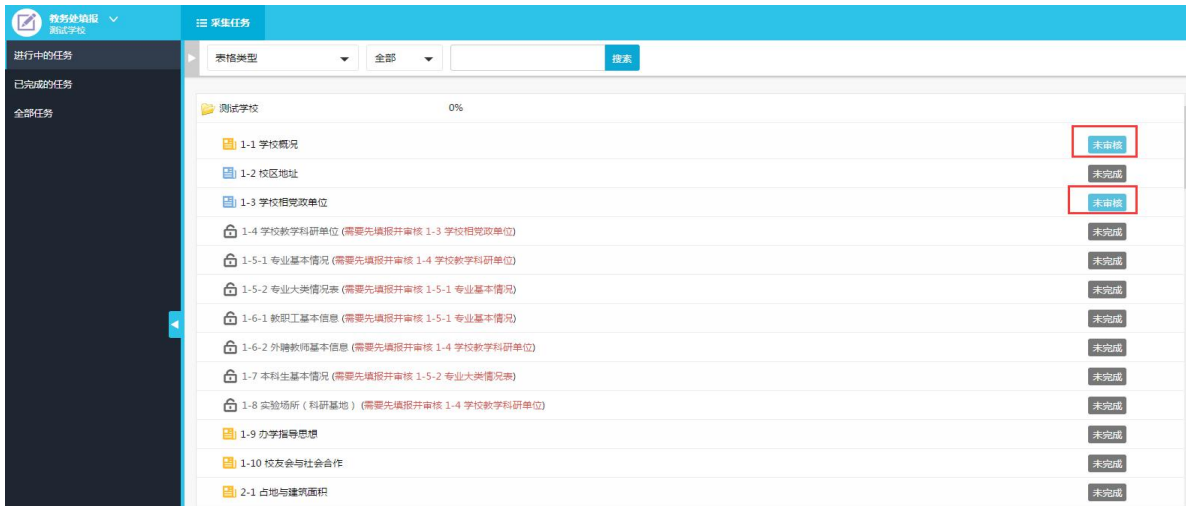 教务处填报
测试学校
采集任务
进行中的任务
已完成的任务
全部任务
表格类型 全部 搜索
测试学校 0%
1-1 学校概况 未审核
1-2 校区地址 未完成
1-3 学校相党政单位 未审核
1-4 学校教学科研单位 (需要先填报并审核 1-3 学校相党政单位) 未完成
1-5-1 专业基本情况 (需要先填报并审核 1-4 学校教学科研单位) 未完成
1-5-2 专业大类情况表 (需要先填报并审核 1-5-1 专业基本情况) 未完成
1-6-1 教职工基本信息 (需要先填报并审核 1-5-1 专业基本情况) 未完成
1-6-2 外聘教师基本信息 (需要先填报并审核 1-4 学校教学科研单位) 未完成
1-7 本科生基本情况 (需要先填报并审核 1-5-2 专业大类情况表) 未完成
1-8 实验场所（科研基地） (需要先填报并审核 1-4 学校教学科研单位) 未完成
1-9 办学指导思想 未完成
1-10 校友会与社会合作 未完成
2-1 占地与建筑面积 未完成